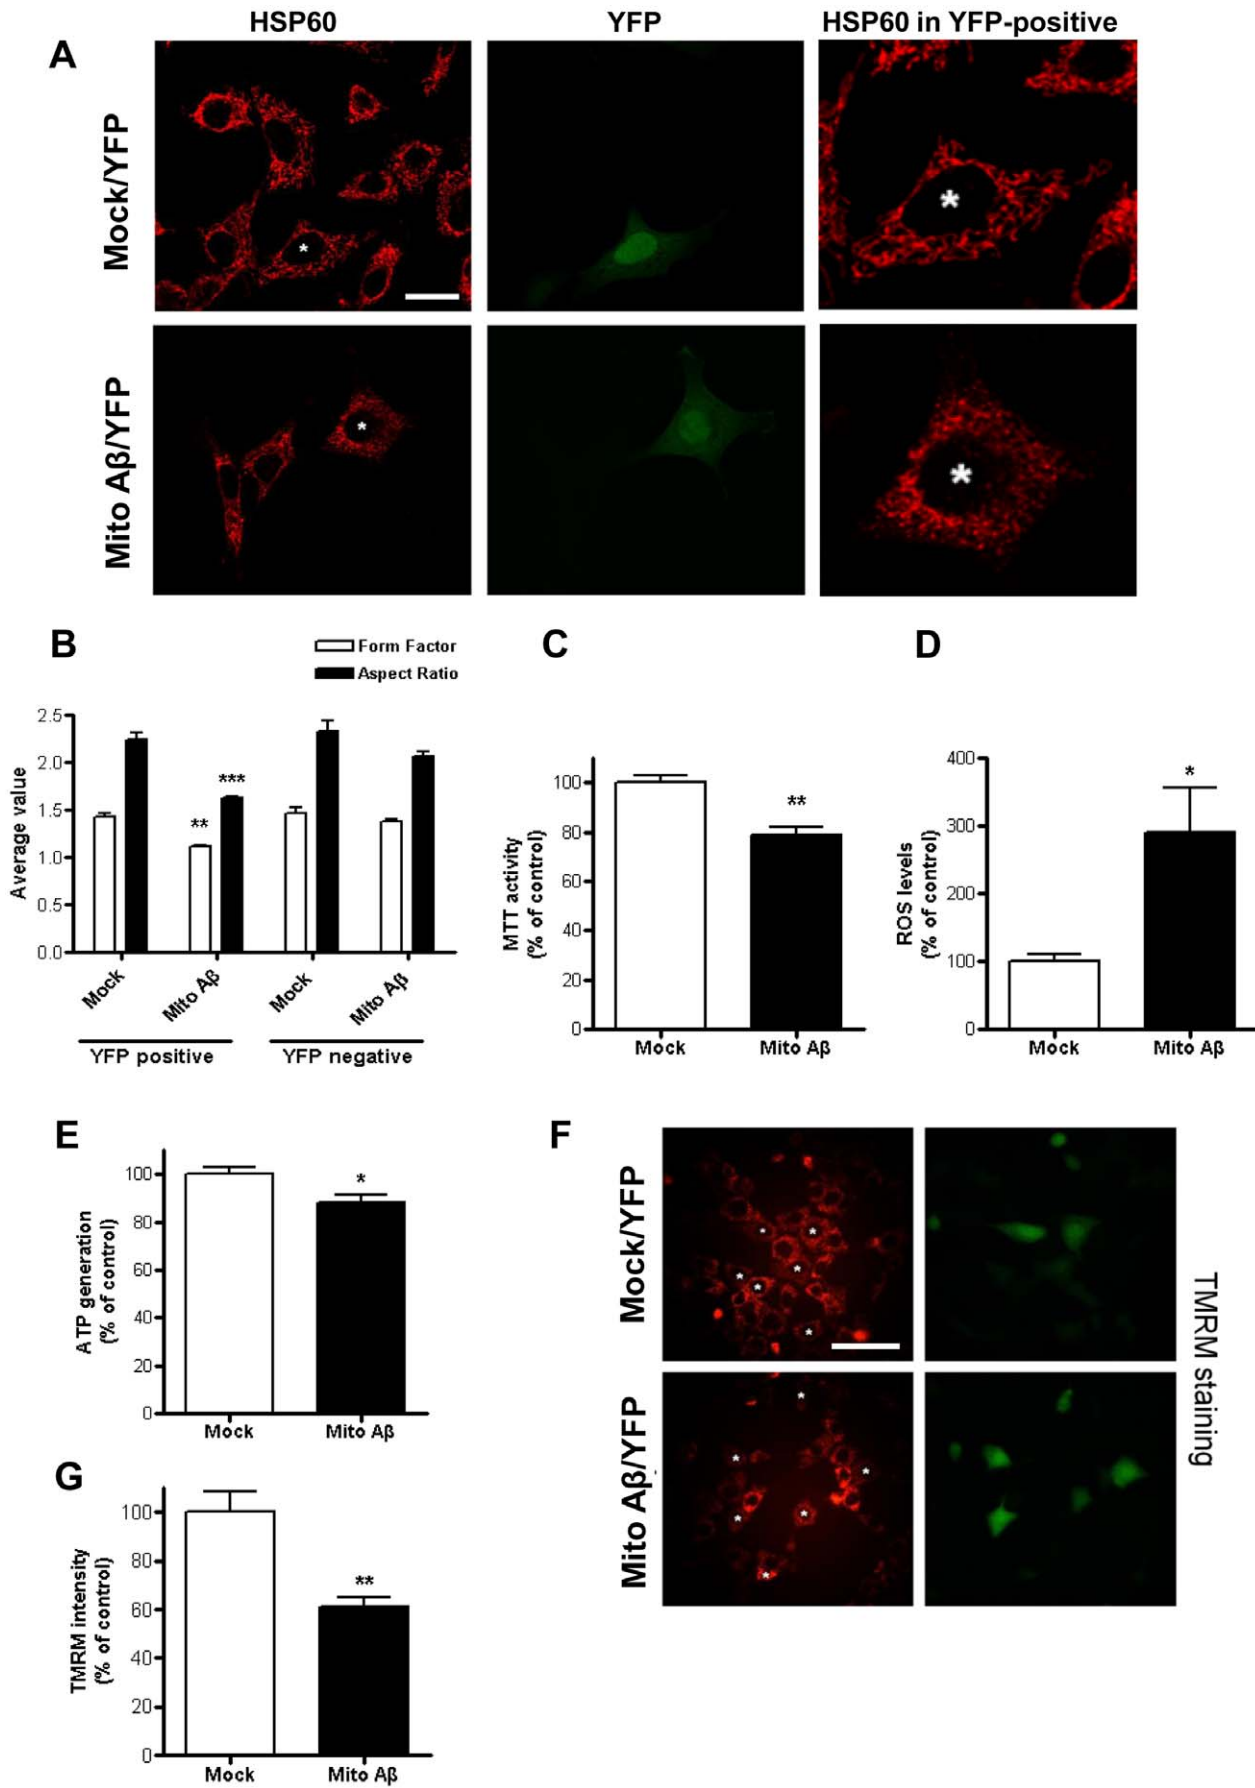 HSP60
YFP
HSP60 in YFP-positive
A
Mock/YFP
*
*
Mito Aβ/YFP
*
*
B
Form Factor
Aspect Ratio
Average value
2.5
2.0
1.5
1.0
0.5
0.0
**
***
Mock
Mito Aβ
Mock
Mito Aβ
YFP positive
YFP negative
C
MTT activity
(% of control)
100
80
60
40
20
0
**
Mock
Mito Aβ
D
ROS levels
(% of control)
400
300
200
100
0
*
Mock
Mito Aβ
E
ATP generation
(% of control)
100
80
60
40
20
0
*
Mock
Mito Aβ
F
Mock/YFP
* * * * * *
Mito Aβ/YFP
* * * * * *
TMRM staining
G
TMRM intensity
(% of control)
100
80
60
40
20
0
**
Mock
Mito Aβ